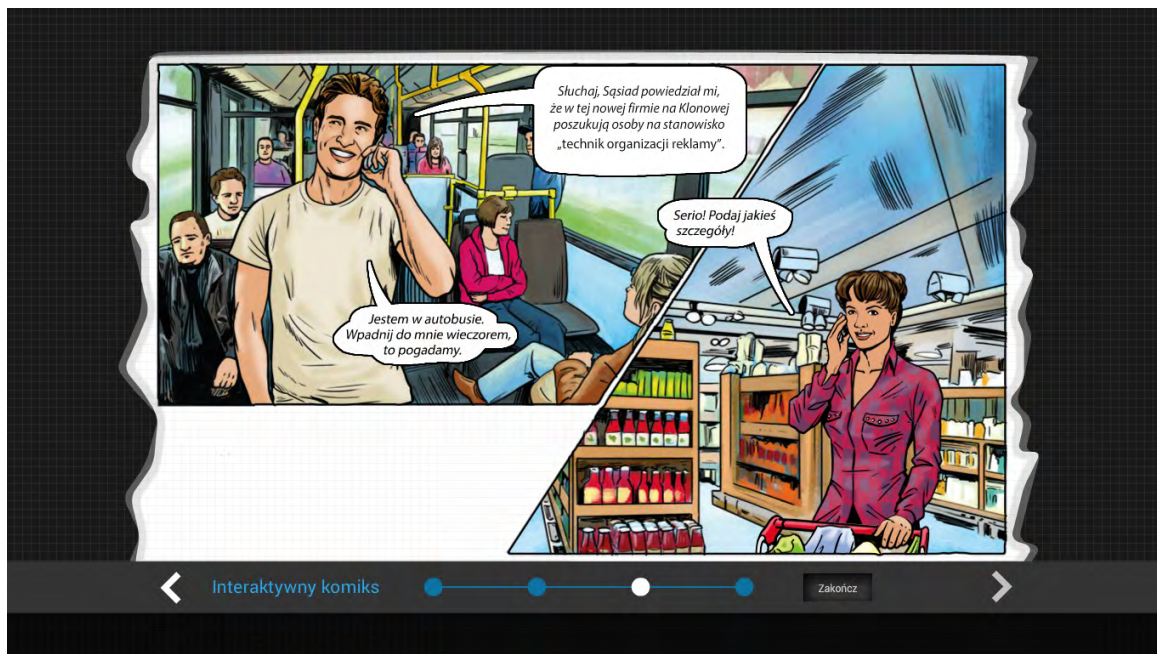 Słuchaj, Sąsiad powiedział mi,
że w tej nowej firmie na Klonowej
poszukują osoby na stanowisko
„technik organizacji reklamy”.
Serio! Podaj jakieś
szczegóły!
Jestem w autobusie.
Wpadnij do mnie wieczorem,
to pogadamy.
Interaktywny komiks
Zakończ